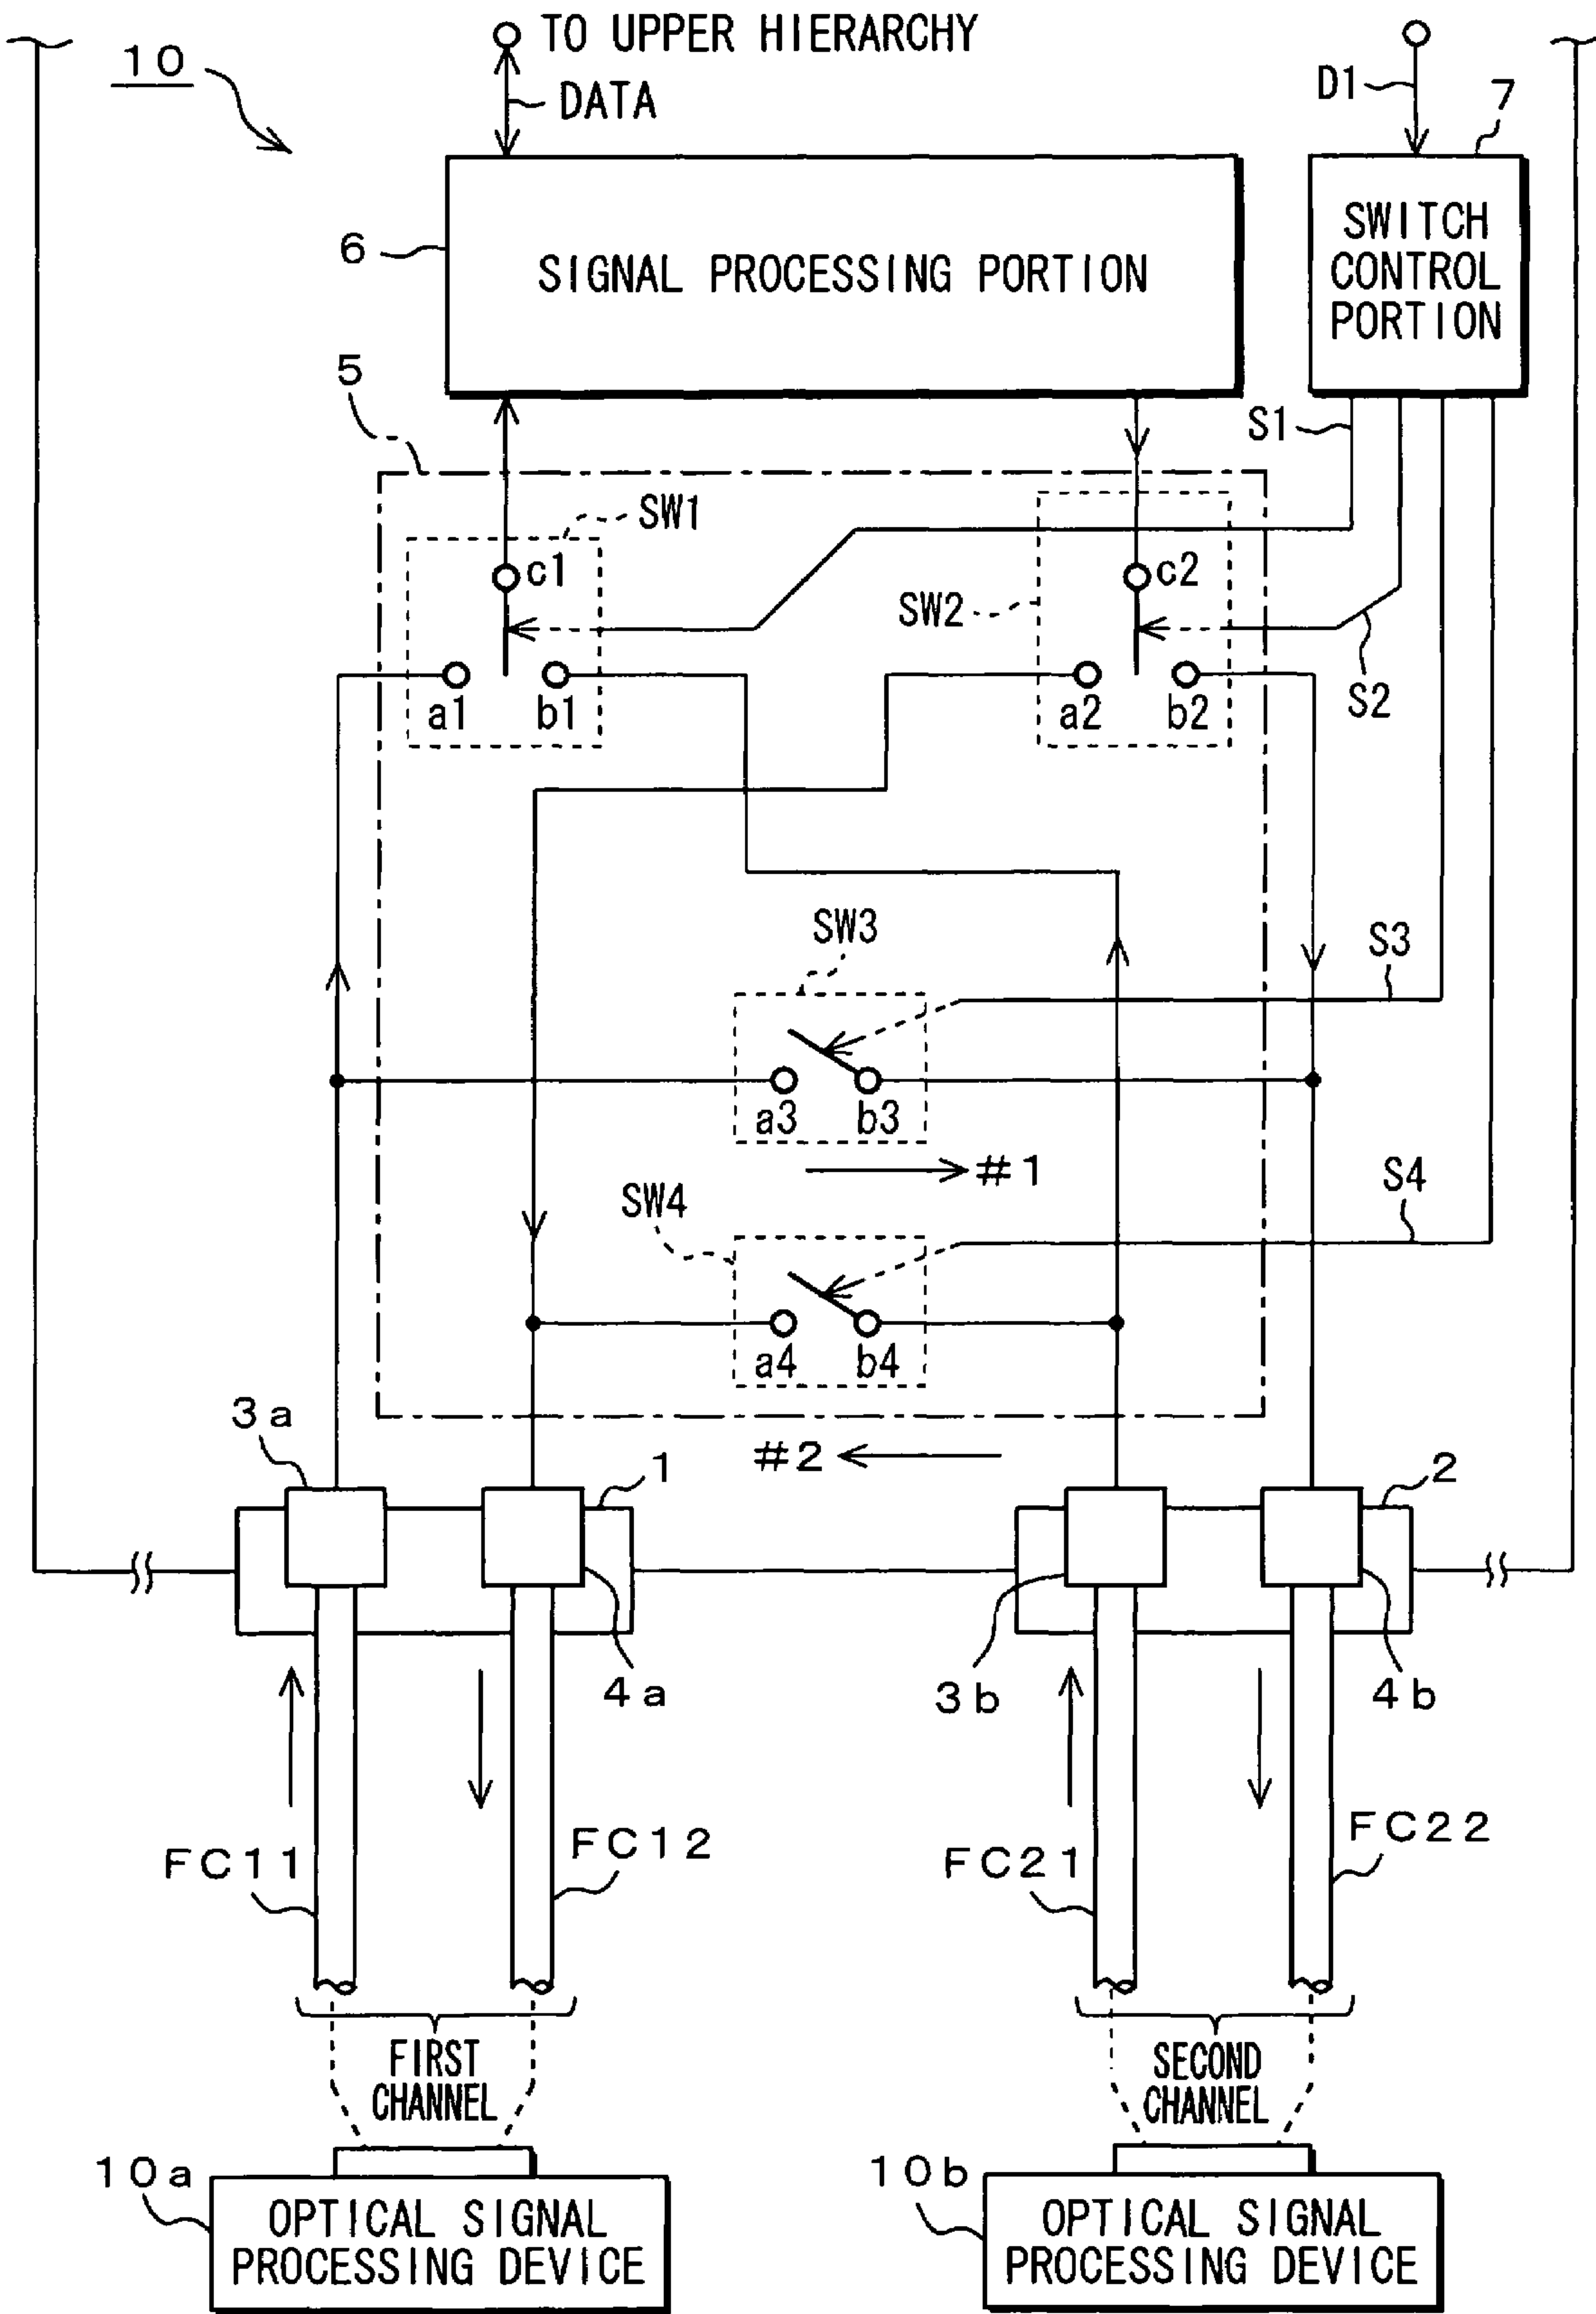 TO UPPER HIERARCHY
10
DATA
D1
7
6
SIGNAL PROCESSING PORTION
SWITCH
CONTROL
PORTION
5
S1
SW1
c1
c2
SW2
S2
a1
b1
a2
b2
SW3
S3
a3
b3
#1
SW4
S4
a4
b4
3a
#2
1
2
4a
3b
4b
FC11
FC12
FC21
FC22
FIRST
CHANNEL
SECOND
CHANNEL
10a
10b
OPTICAL SIGNAL
PROCESSING DEVICE
OPTICAL SIGNAL
PROCESSING DEVICE